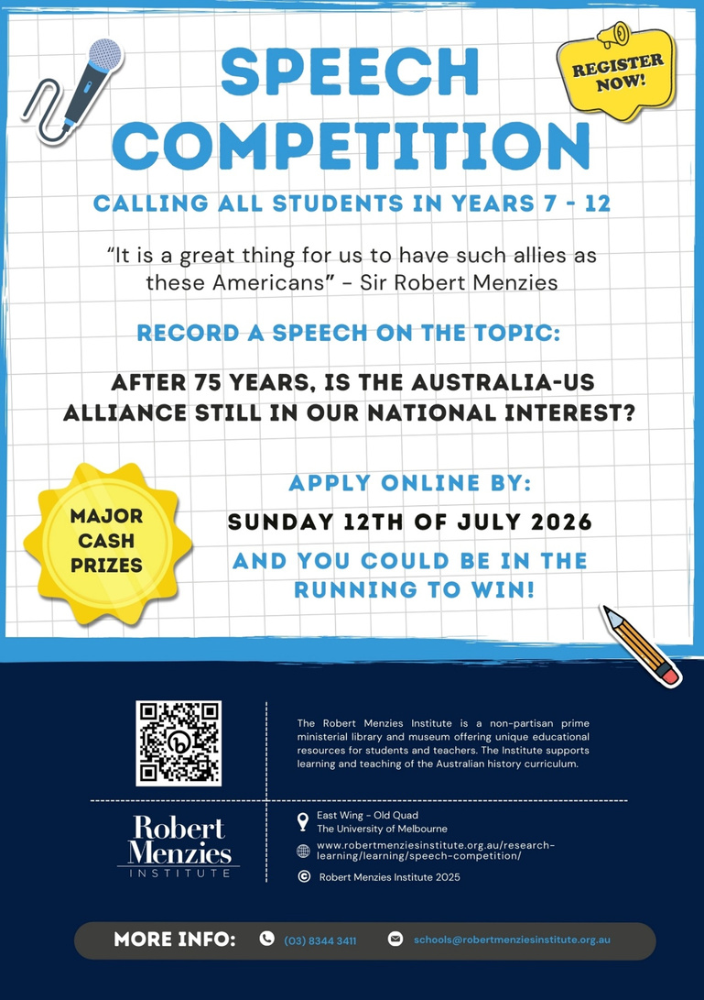 SPEECH
COMPETITION
REGISTER
NOW!
CALLING ALL STUDENTS IN YEARS 7 - 12
“It is a great thing for us to have such allies as
these Americans” - Sir Robert Menzies
RECORD A SPEECH ON THE TOPIC:
AFTER 75 YEARS, IS THE AUSTRALIA-US
ALLIANCE STILL IN OUR NATIONAL INTEREST?
MAJOR
CASH
PRIZES
APPLY ONLINE BY:
SUNDAY 12TH OF JULY 2026
AND YOU COULD BE IN THE
RUNNING TO WIN!
The Robert Menzies Institute is a non-partisan prime
ministerial library and museum offering unique educational
resources for students and teachers. The Institute supports
learning and teaching of the Australian history curriculum.
Robert
Menzies
INSTITUTE
East Wing - Old Quad
The University of Melbourne
www.robertmenziesinstitute.org.au/research-
learning/learning/speech-competition/
© Robert Menzies Institute 2025
MORE INFO: (03) 8344 3411 schools@robertmenziesinstitute.org.au